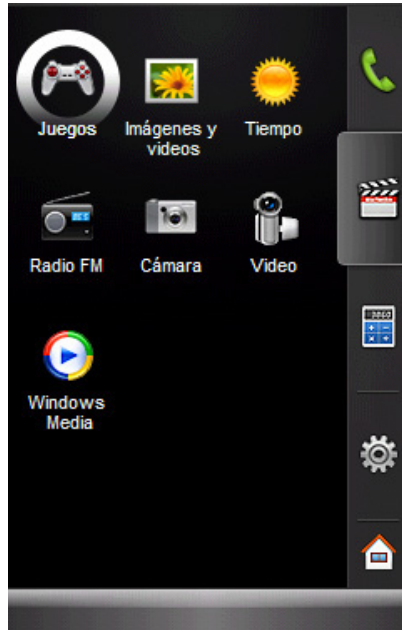 Juegos
Imágenes y
videos
Tiempo
Radio FM
Cámara
Video
Windows
Media